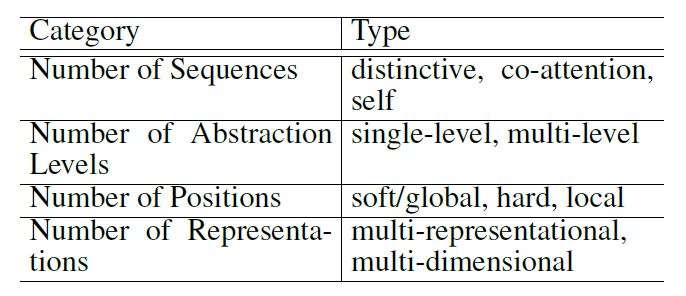 Category Type
Number of Sequences distinctive, co-attention,
self
Number of Abstraction single-level, multi-level
Levels
Number of Positions soft/global, hard, local
Number of Representa- multi-representational,
tions multi-dimensional